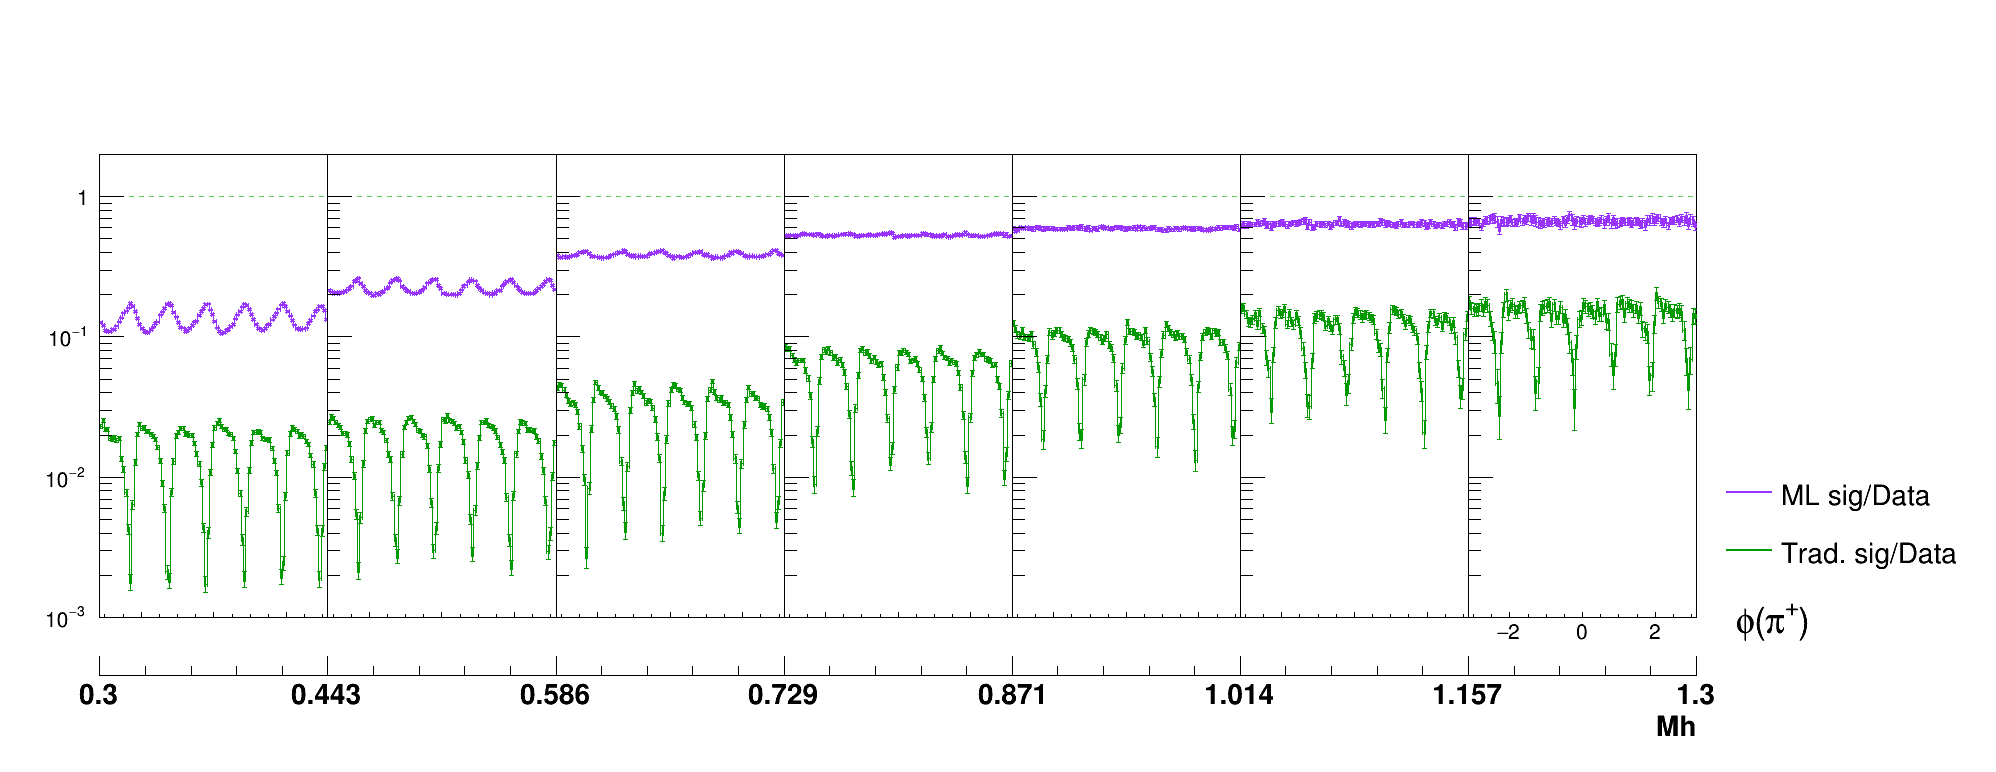 1
10⁻¹
10⁻²
10⁻³
ML sig/Data
Trad. sig/Data
ϕ(π⁺)
−2 0 2
0.3 0.443 0.586 0.729 0.871 1.014 1.157 1.3
Mh